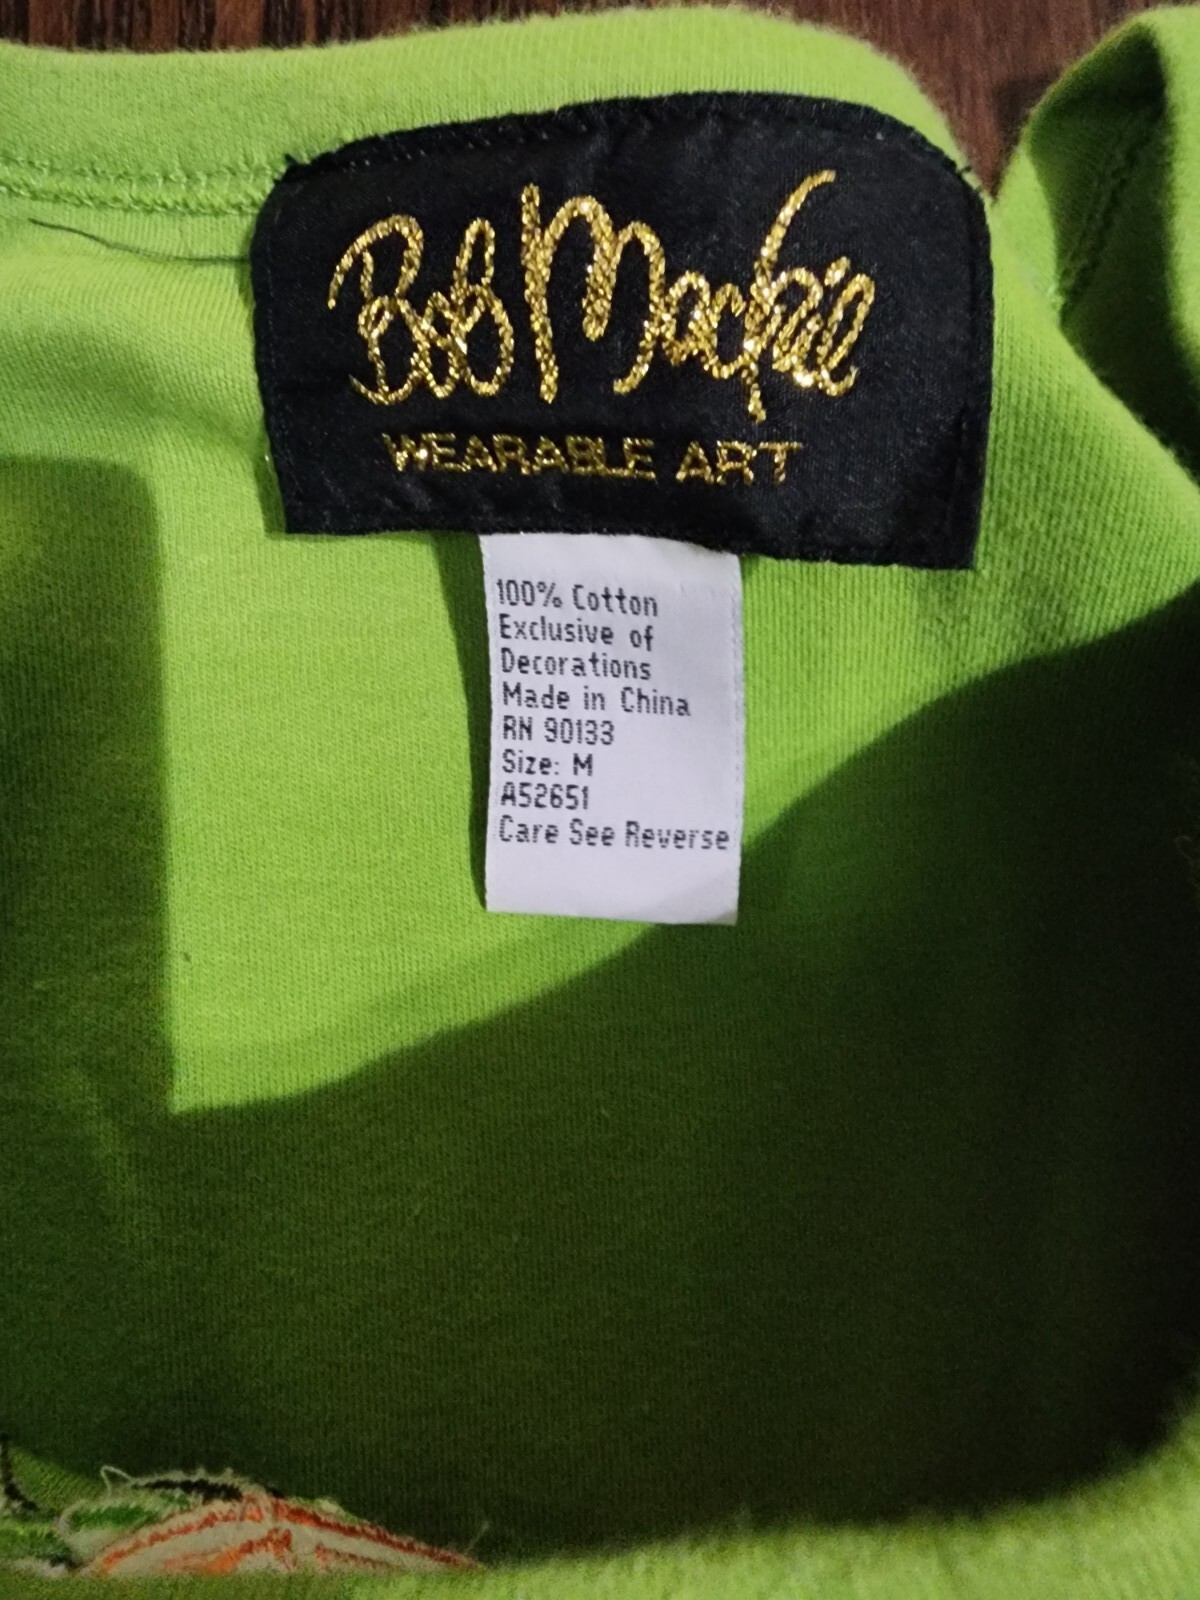 Bob Mackie
WEARABLE ART
100% Cotton
Exclusive of
Decorations
Made in China
RN 90133
Size: M
A52651
Care See Reverse